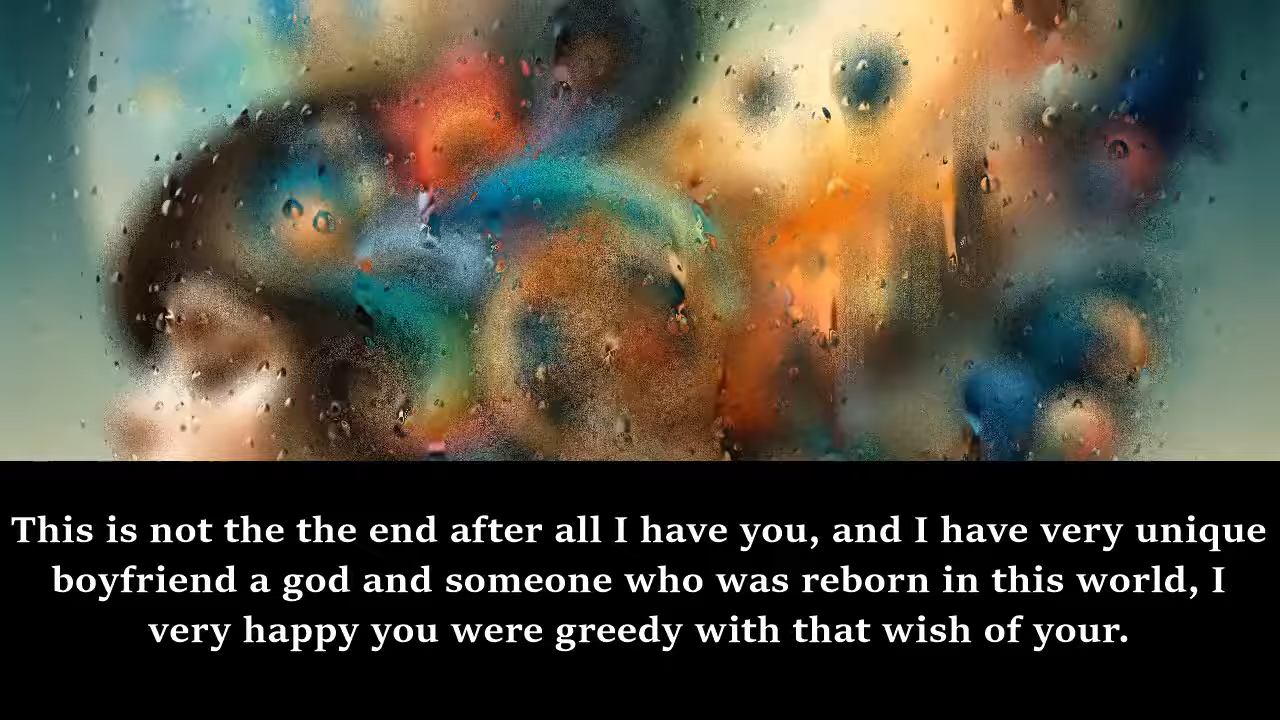 This is not the the end after all I have you, and I have very unique
boyfriend a god and someone who was reborn in this world, I
very happy you were greedy with that wish of your.